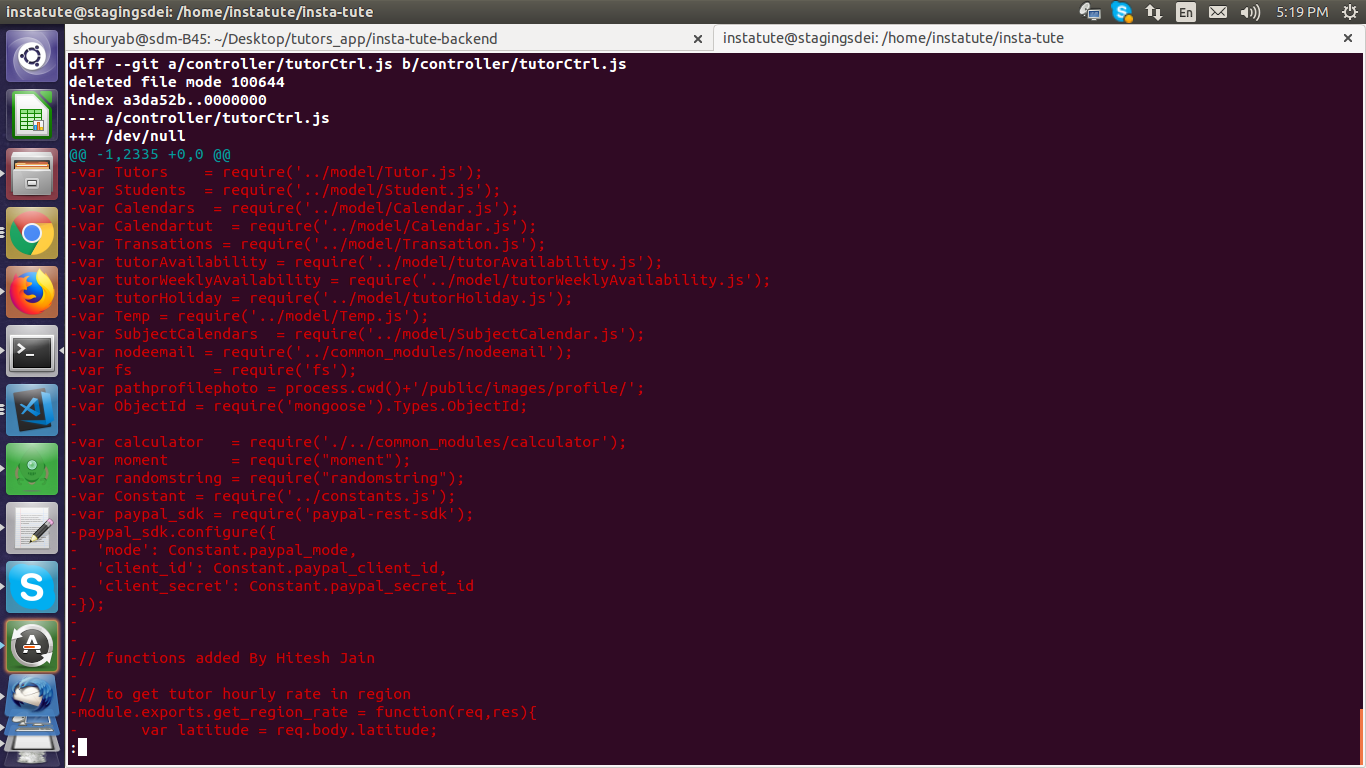 instatute@stagingsdei: /home/instatute/insta-tute
En
5:19 PM
shouryab@sdm-B45: ~/Desktop/tutors_app/insta-tute-backend
instatute@stagingsdei: /home/instatute/insta-tute
diff --git a/controller/tutorCtrl.js b/controller/tutorCtrl.js
deleted file mode 100644
index a3da52b..0000000
--- a/controller/tutorCtrl.js
+++ /dev/null
@@ -1,2335 +0,0 @@
-var Tutors    = require('../model/Tutor.js');
-var Students  = require('../model/Student.js');
-var Calendars  = require('../model/Calendar.js');
-var Calendartut  = require('../model/Calendar.js');
-var Transations = require('../model/Transation.js');
-var tutorAvailability = require('../model/tutorAvailability.js');
-var tutorWeeklyAvailability = require('../model/tutorWeeklyAvailability.js');
-var tutorHoliday = require('../model/tutorHoliday.js');
-var Temp = require('../model/Temp.js');
-var SubjectCalendars  = require('../model/SubjectCalendar.js');
-var nodeemail = require('../common_modules/nodeemail');
-var fs         = require('fs');
-var pathprofilephoto = process.cwd()+'/public/images/profile/';
-var ObjectId = require('mongoose').Types.ObjectId;
-
-var calculator   = require('./../common_modules/calculator');
-var moment       = require("moment");
-var randomstring = require("randomstring");
-var Constant = require('../constants.js');
-var paypal_sdk = require('paypal-rest-sdk');
-paypal_sdk.configure({
-  'mode': Constant.paypal_mode,
-  'client_id': Constant.paypal_client_id,
-  'client_secret': Constant.paypal_secret_id
-});
-
-
-// functions added By Hitesh Jain
-
-// to get tutor hourly rate in region
-module.exports.get_region_rate = function(req,res){
-       var latitude = req.body.latitude;
: